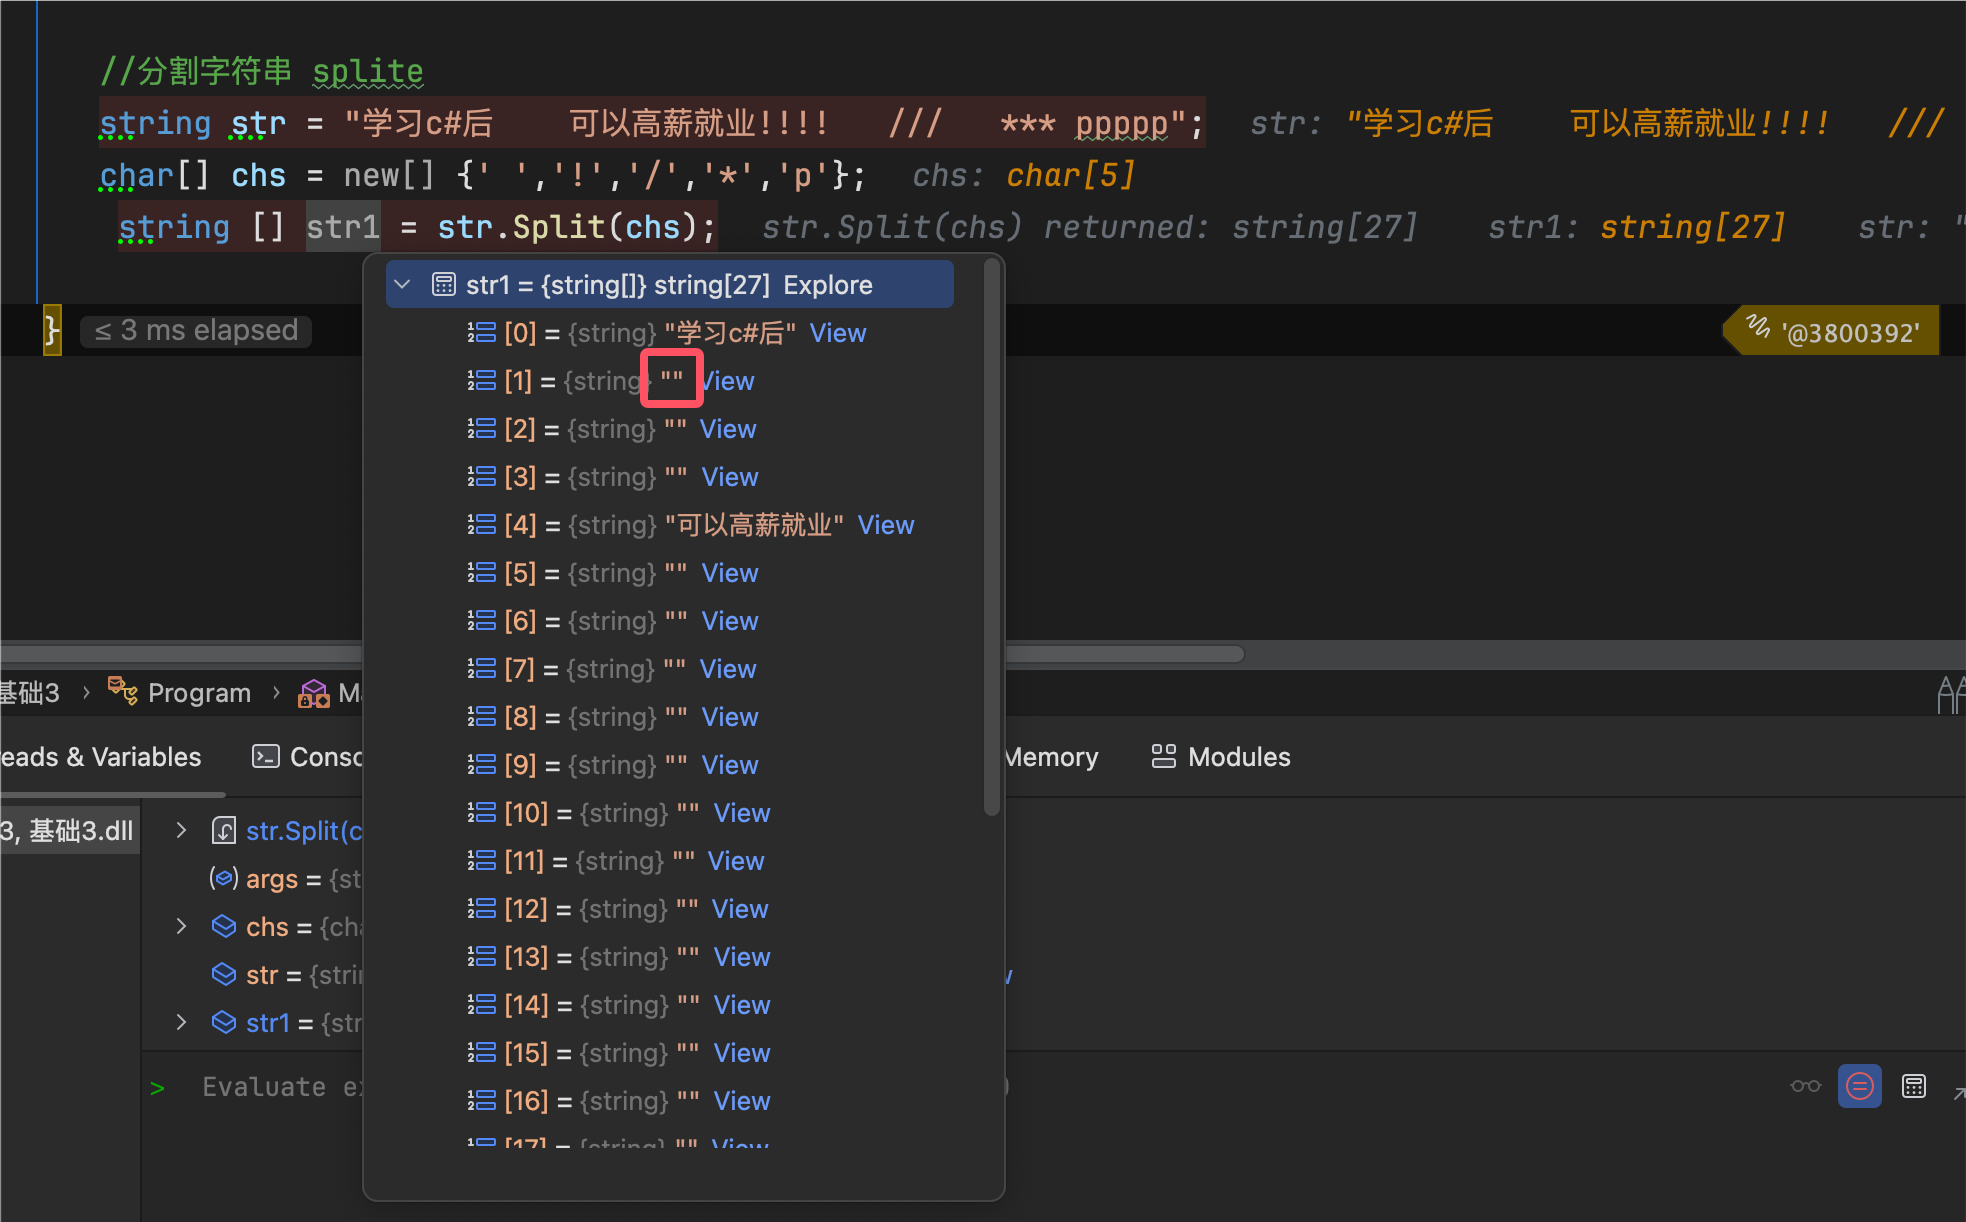 //分割字符串 splite
string str = "学习c#后    可以高薪就业!!!!   ///   *** ppppp";   str: "学习c#后    可以高薪就业!!!!   ///
char[] chs = new[] {' ','!','/','*','p'};   chs: char[5]
string [] str1 = str.Split(chs);   str.Split(chs) returned: string[27]   str1: string[27]   str: "
str1 = {string[]} string[27] Explore
} ≤ 3 ms elapsed
'@3800392'
[0] = {string} "学习c#后" View
[1] = {string} "" View
[2] = {string} "" View
[3] = {string} "" View
[4] = {string} "可以高薪就业" View
[5] = {string} "" View
[6] = {string} "" View
[7] = {string} "" View
[8] = {string} "" View
[9] = {string} "" View
[10] = {string} "" View
[11] = {string} "" View
[12] = {string} "" View
[13] = {string} "" View
[14] = {string} "" View
[15] = {string} "" View
[16] = {string} "" View
[17] = {string} "" View
基础3 › Program › Ma
eads & Variables   Conso   Memory   Modules
3, 基础3.dll
str.Split(c
args = {st
chs = {cha
str = {strin
str1 = {str
> Evaluate ex